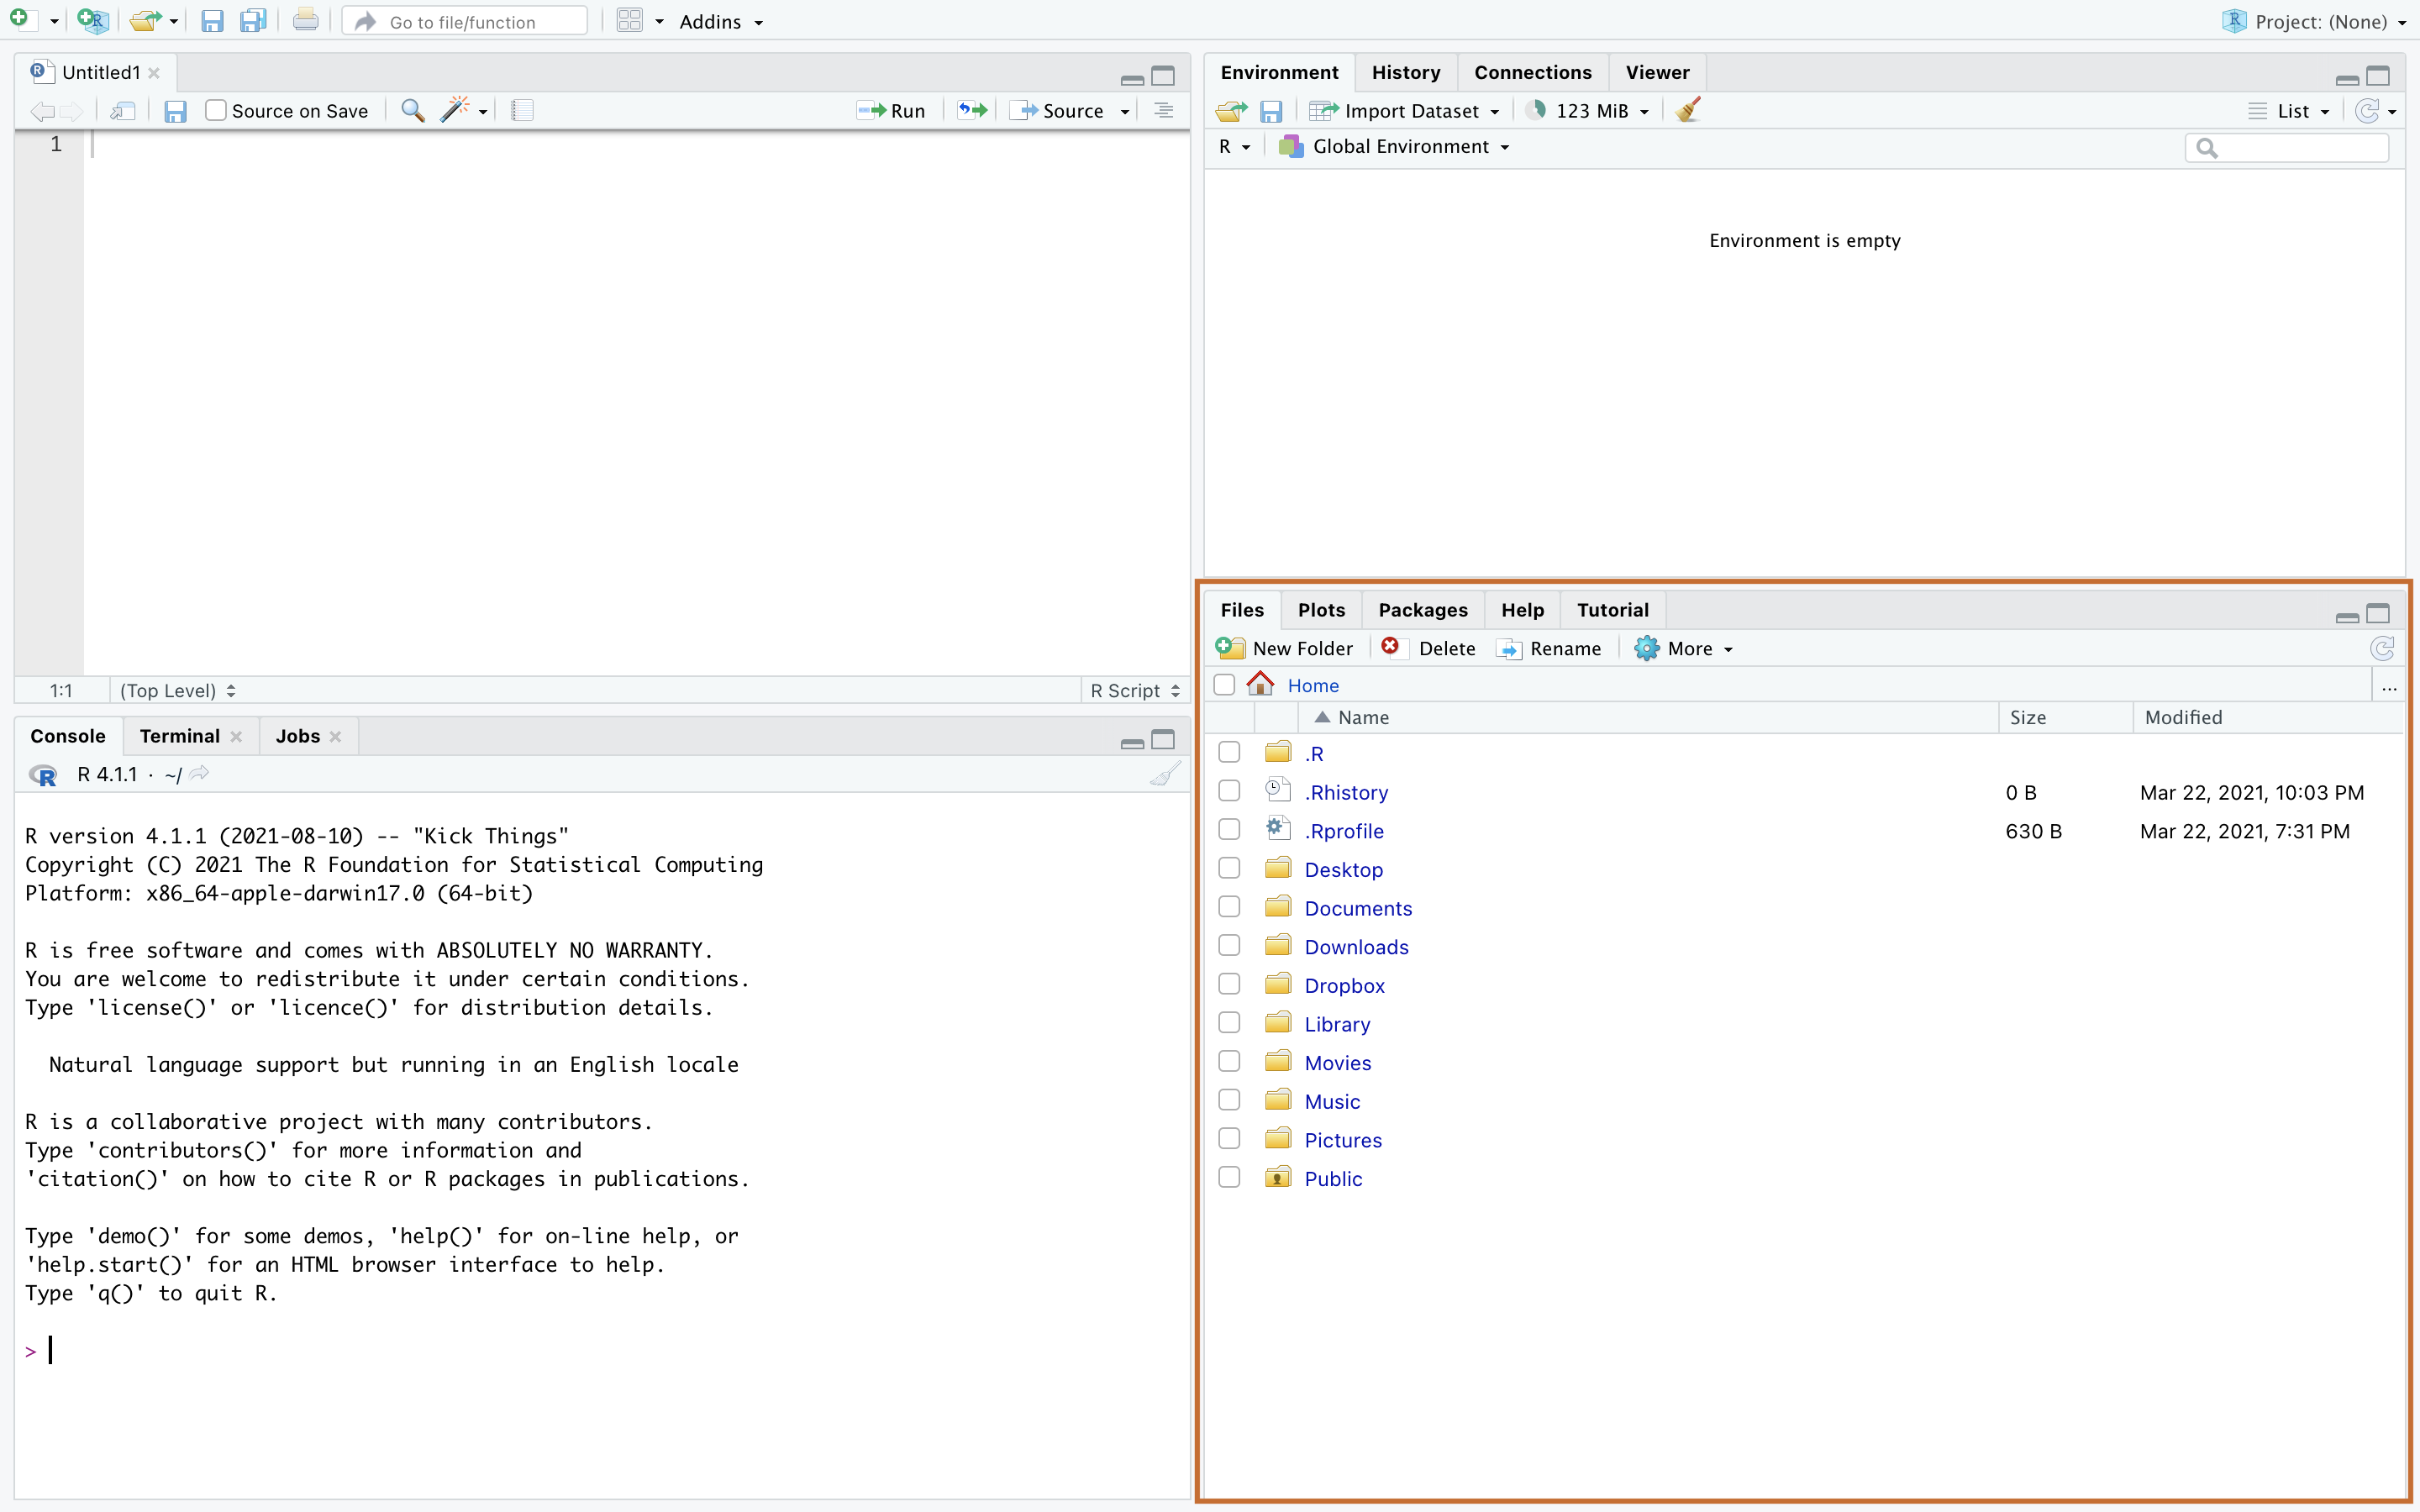 Go to file/function Addins Project: (None)
Untitled1
Source on Save Run Source
1
1:1 (Top Level) R Script
Console Terminal Jobs
R 4.1.1 · ~/
R version 4.1.1 (2021-08-10) -- "Kick Things"
Copyright (C) 2021 The R Foundation for Statistical Computing
Platform: x86_64-apple-darwin17.0 (64-bit)
R is free software and comes with ABSOLUTELY NO WARRANTY.
You are welcome to redistribute it under certain conditions.
Type 'license()' or 'licence()' for distribution details.
Natural language support but running in an English locale
R is a collaborative project with many contributors.
Type 'contributors()' for more information and
'citation()' on how to cite R or R packages in publications.
Type 'demo()' for some demos, 'help()' for on-line help, or
'help.start()' for an HTML browser interface to help.
Type 'q()' to quit R.
>
Environment History Connections Viewer
Import Dataset 123 MiB List
R Global Environment
Environment is empty
Files Plots Packages Help Tutorial
New Folder Delete Rename More
Home ...
Name Size Modified
.R
.Rhistory 0 B Mar 22, 2021, 10:03 PM
.Rprofile 630 B Mar 22, 2021, 7:31 PM
Desktop
Documents
Downloads
Dropbox
Library
Movies
Music
Pictures
Public